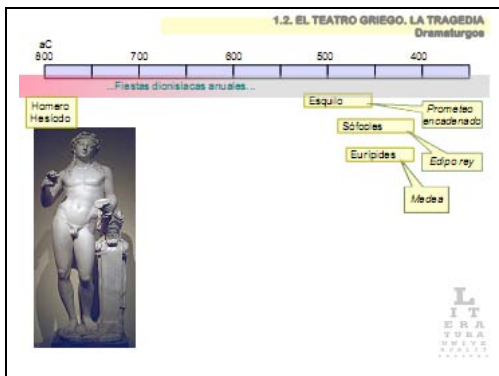 1.2. EL TEATRO GRIEGO. LA TRAGEDIA
Dramaturgos
aC
800 700 600 500 400
...Fiestas dionisíacas anuales...
Homero
Hesíodo
Esquilo
Prometeo
encadenado
Sófocles
Edipo rey
Eurípides
Medea
L
I T
E R A
T U R A